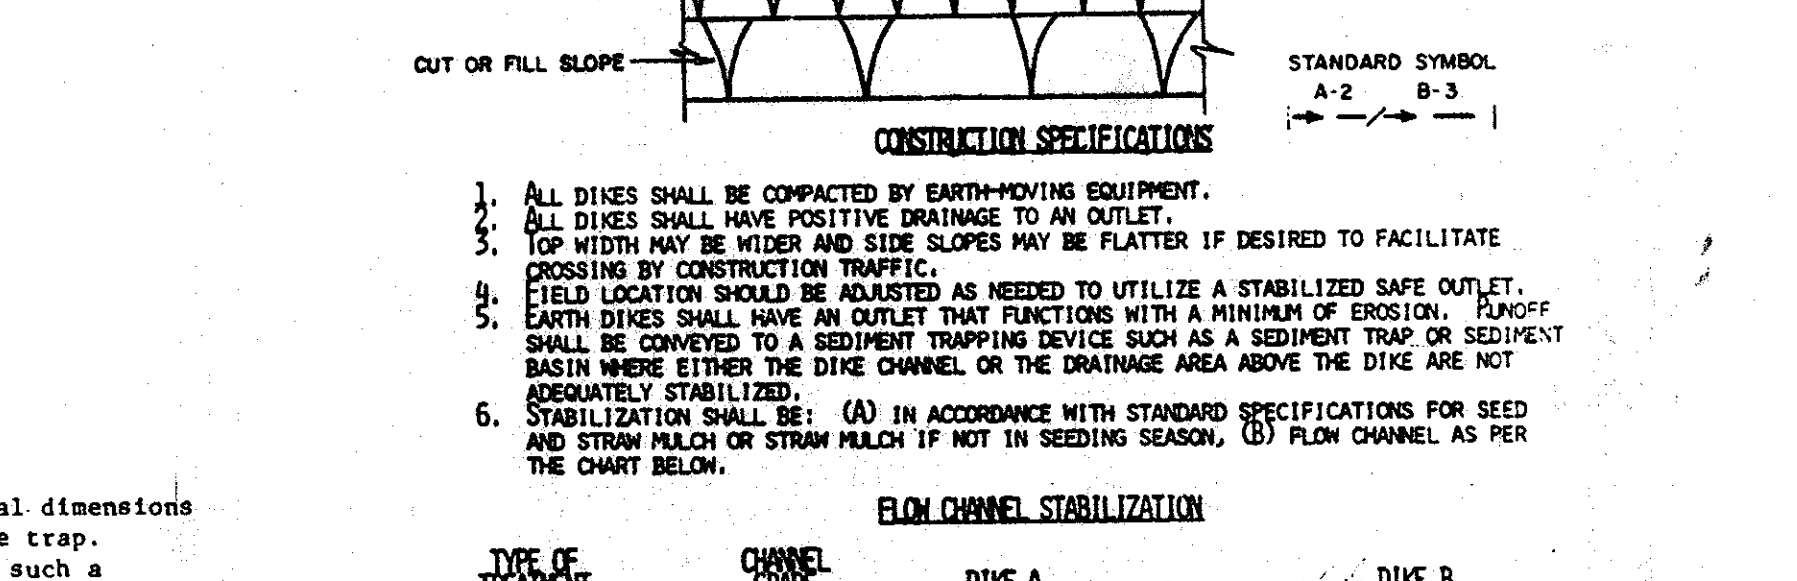 CUT OR FILL SLOPE
STANDARD SYMBOL
A-2 B-3
CONSTRUCTION SPECIFICATIONS
1. ALL DIKES SHALL BE COMPACTED BY EARTH-MOVING EQUIPMENT.
2. ALL DIKES SHALL HAVE POSITIVE DRAINAGE TO AN OUTLET.
3. TOP WIDTH MAY BE WIDER AND SIDE SLOPES MAY BE FLATTER IF DESIRED TO FACILITATE
CROSSING BY CONSTRUCTION TRAFFIC.
4. FIELD LOCATION SHOULD BE ADJUSTED AS NEEDED TO UTILIZE A STABILIZED SAFE OUTLET.
5. EARTH DIKES SHALL HAVE AN OUTLET THAT FUNCTIONS WITH A MINIMUM OF EROSION. RUNOFF
SHALL BE CONVEYED TO A SEDIMENT TRAPPING DEVICE SUCH AS A SEDIMENT TRAP OR SEDIMENT
BASIN WHERE EITHER THE DIKE CHANNEL OR THE DRAINAGE AREA ABOVE THE DIKE ARE NOT
ADEQUATELY STABILIZED.
6. STABILIZATION SHALL BE: (A) IN ACCORDANCE WITH STANDARD SPECIFICATIONS FOR SEED
AND STRAW MULCH OR STRAW MULCH IF NOT IN SEEDING SEASON, (B) FLOW CHANNEL AS PER
THE CHART BELOW.
al dimensions
e trap.
such a
FLOW CHANNEL STABILIZATION
TYPE OF CHANNEL
TREATMENT GRADE DIKE A DIKE B